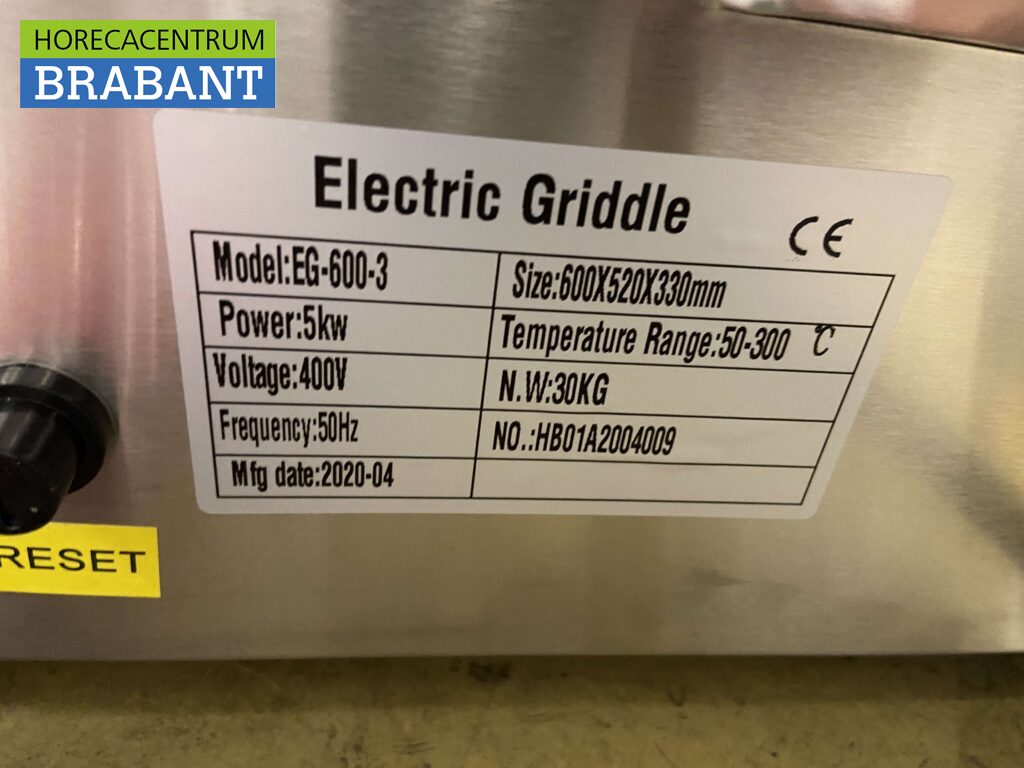 HORECACENTRUM
BRABANT
Electric Griddle
CE
Model:EG-600-3
Size:600X520X330mm
Power:5kw
Temperature Range:50-300 ℃
Voltage:400V
N.W:30KG
Frequency:50Hz
NO.:HB01A2004009
Mfg date:2020-04
RESET